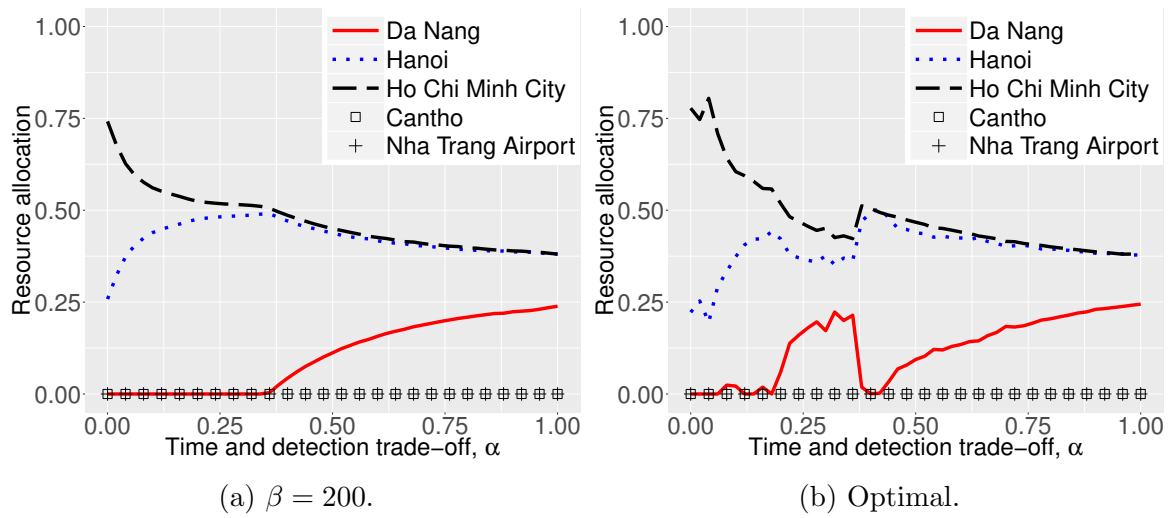 1.00
0.75
0.50
0.25
0.00
Resource allocation
Da Nang
Hanoi
Ho Chi Minh City
Cantho
Nha Trang Airport
0.00 0.25 0.50 0.75 1.00
Time and detection trade−off, α
(a) β = 200.
1.00
0.75
0.50
0.25
0.00
Resource allocation
Da Nang
Hanoi
Ho Chi Minh City
Cantho
Nha Trang Airport
0.00 0.25 0.50 0.75 1.00
Time and detection trade−off, α
(b) Optimal.